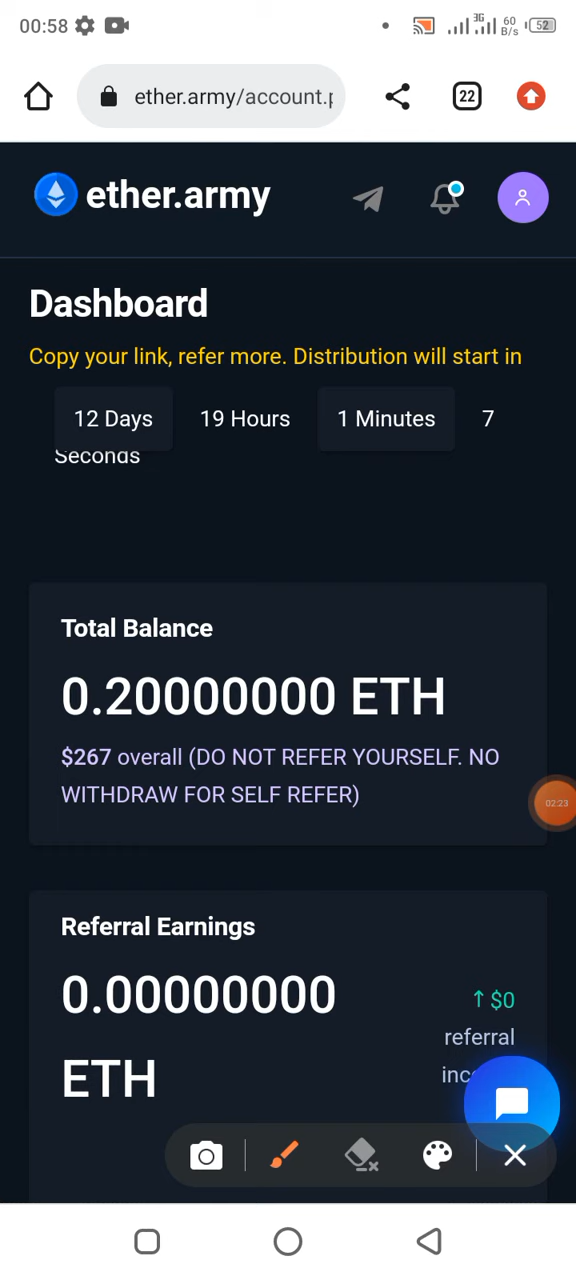 00:58
3G
60 B/s
52
ether.army/account.p
22
ether.army
Dashboard
Copy your link, refer more. Distribution will start in
12 Days 19 Hours 1 Minutes 7
Seconds
Total Balance
0.20000000 ETH
$267 overall (DO NOT REFER YOURSELF. NO
WITHDRAW FOR SELF REFER)
02:23
Referral Earnings
0.00000000
ETH
↑ $0
referral